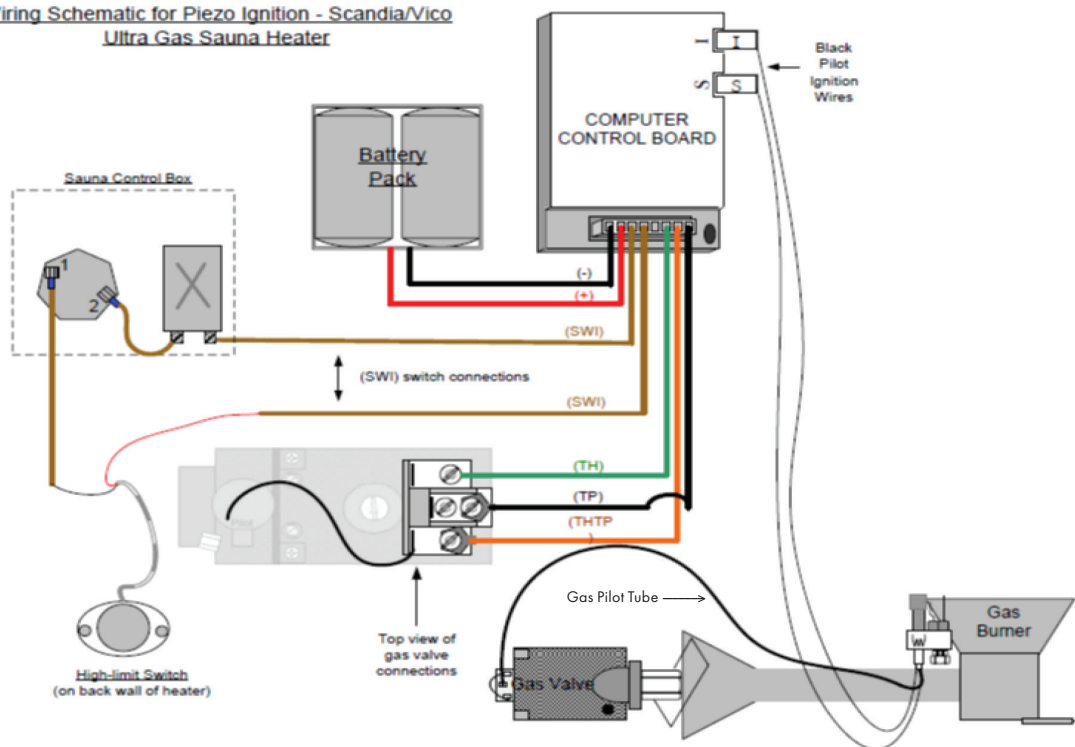 iring Schematic for Piezo Ignition - Scandia/Vico
Ultra Gas Sauna Heater
I
I
S
S
Black
Pilot
Ignition
Wires
COMPUTER
CONTROL BOARD
Battery
Pack
Sauna Control Box
1
2
(-)
(+)
(SWI)
(SWI) switch connections
(SWI)
(TH)
(TP)
(THTP
)
Gas Pilot Tube
Gas
Burner
Top view of
gas valve
connections
Gas Valve
High-limit Switch
(on back wall of heater)